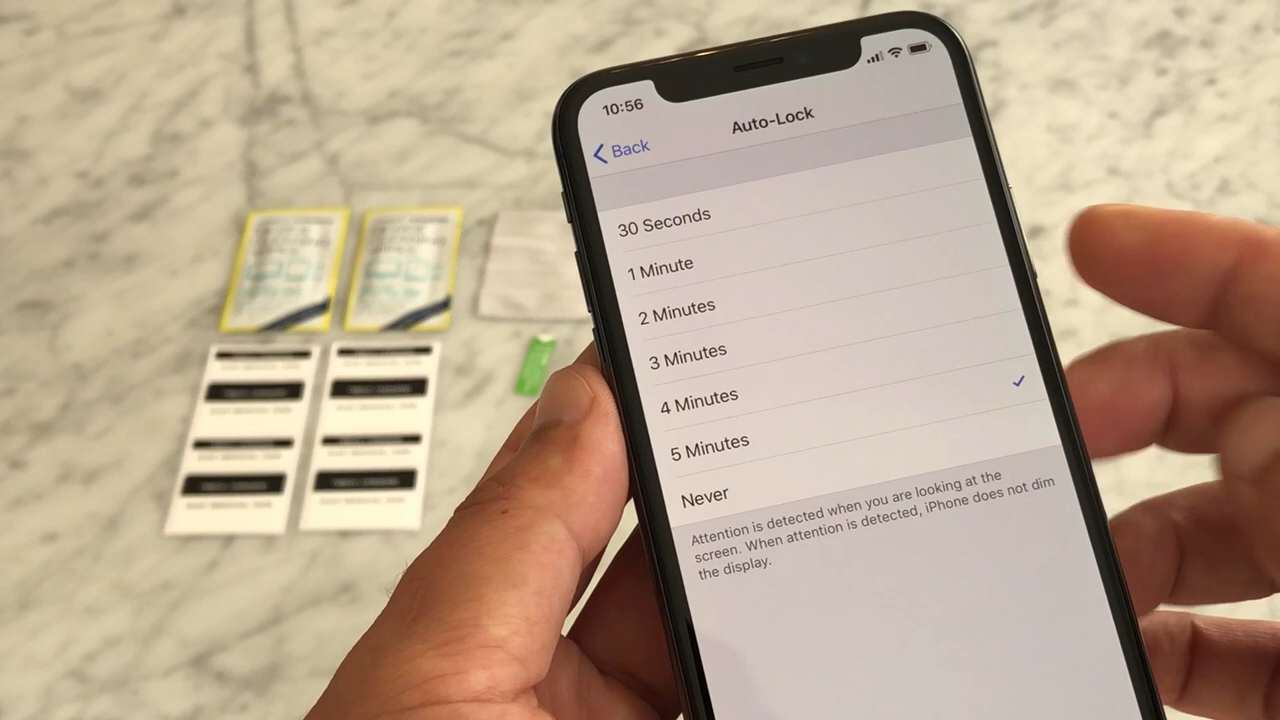 10:56
Back
Auto-Lock
30 Seconds
1 Minute
2 Minutes
3 Minutes
4 Minutes
5 Minutes
Never
Attention is detected when you are looking at the
screen. When attention is detected, iPhone does not dim
the display.